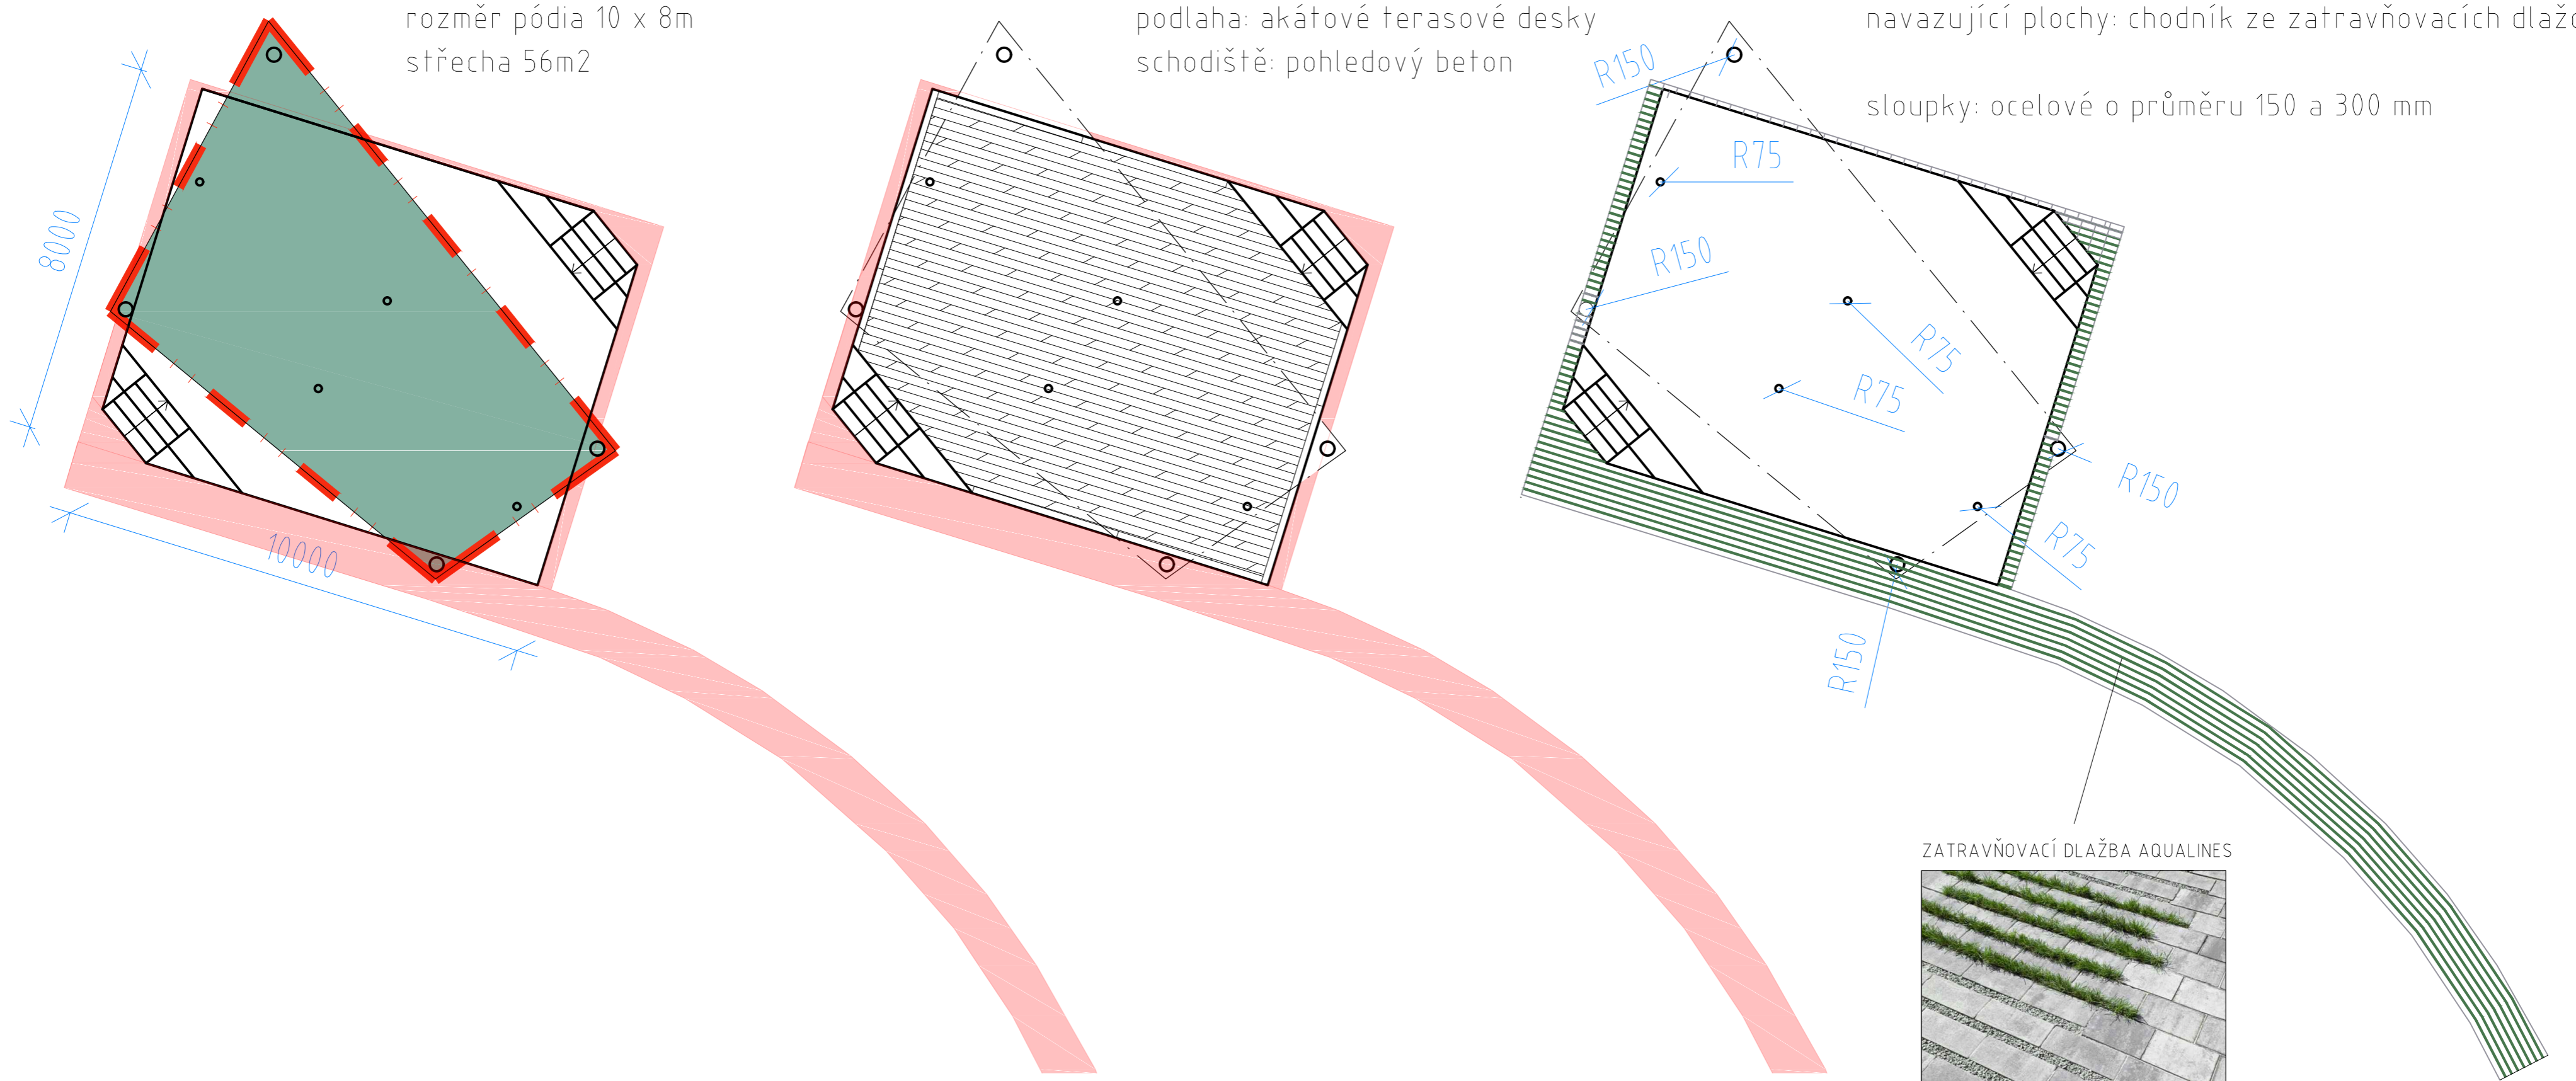 rozměr pódia 10 x 8m
střecha 56m2
8000
10000
podlaha: akátové terasové desky
schodiště: pohledový beton
navazující plochy: chodník ze zatravňovacích dlažd
sloupky: ocelové o průměru 150 a 300 mm
R150
R75
R150
R75
R75
R150
R75
R150
ZATRAVŇOVACÍ DLAŽBA AQUALINES